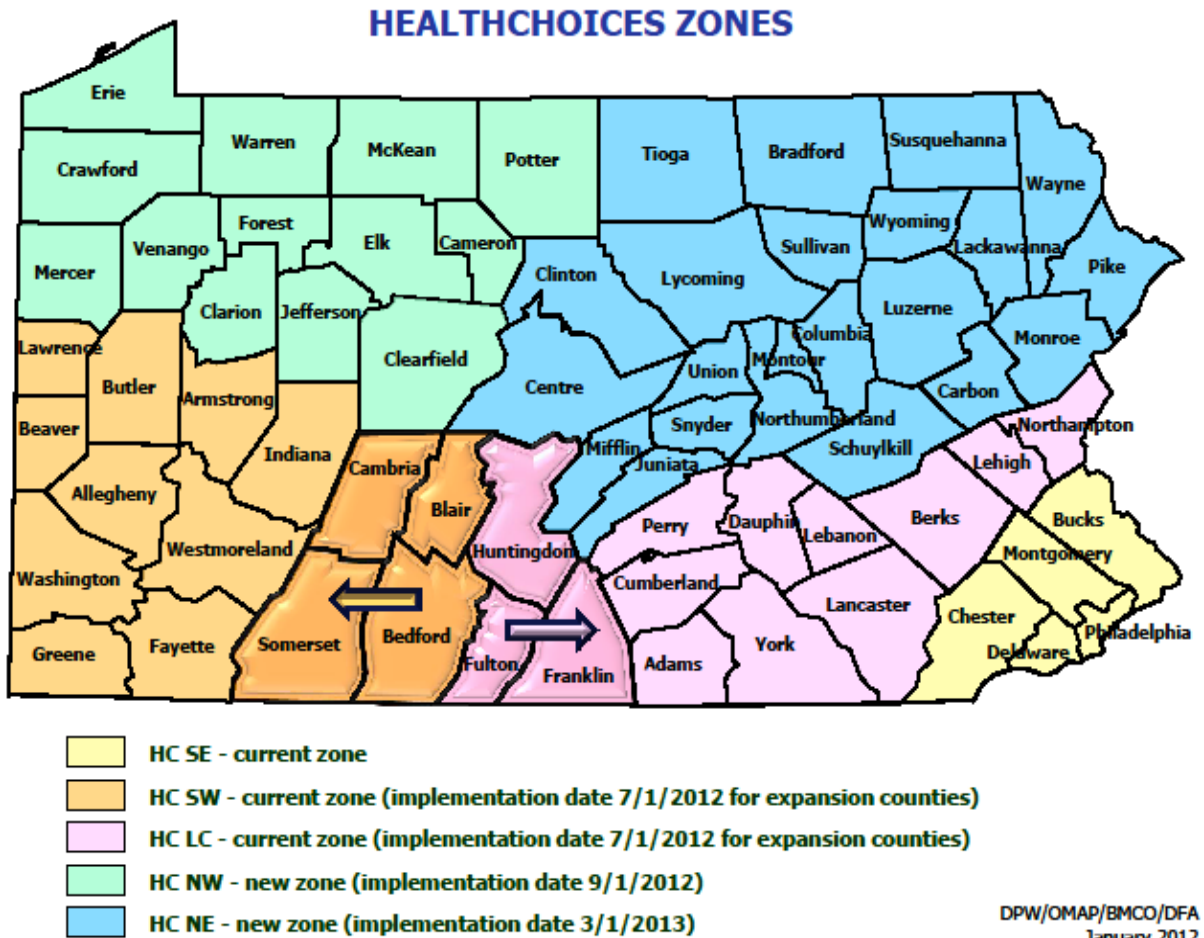 HEALTHCHOICES ZONES
Erie
Warren
McKean
Potter
Tioga
Bradford
Susquehanna
Wayne
Crawford
Forest
Elk
Cameron
Venango
Mercer
Clarion
Jefferson
Clearfield
Clinton
Lycoming
Sullivan
Wyoming
Lackawanna
Pike
Luzerne
Columbia
Montour
Monroe
Carbon
Union
Centre
Snyder
Northumberland
Mifflin
Juniata
Schuylkill
Lawrence
Butler
Armstrong
Beaver
Indiana
Allegheny
Westmoreland
Washington
Greene
Fayette
Cambria
Blair
Somerset
Bedford
Huntingdon
Fulton
Franklin
Perry
Dauphin
Lebanon
Cumberland
Adams
York
Lancaster
Berks
Lehigh
Northampton
Bucks
Montgomery
Chester
Delaware
Philadelphia
HC SE - current zone
HC SW - current zone (implementation date 7/1/2012 for expansion counties)
HC LC - current zone (implementation date 7/1/2012 for expansion counties)
HC NW - new zone (implementation date 9/1/2012)
HC NE - new zone (implementation date 3/1/2013)
DPW/OMAP/BMCO/DFA
January 2012